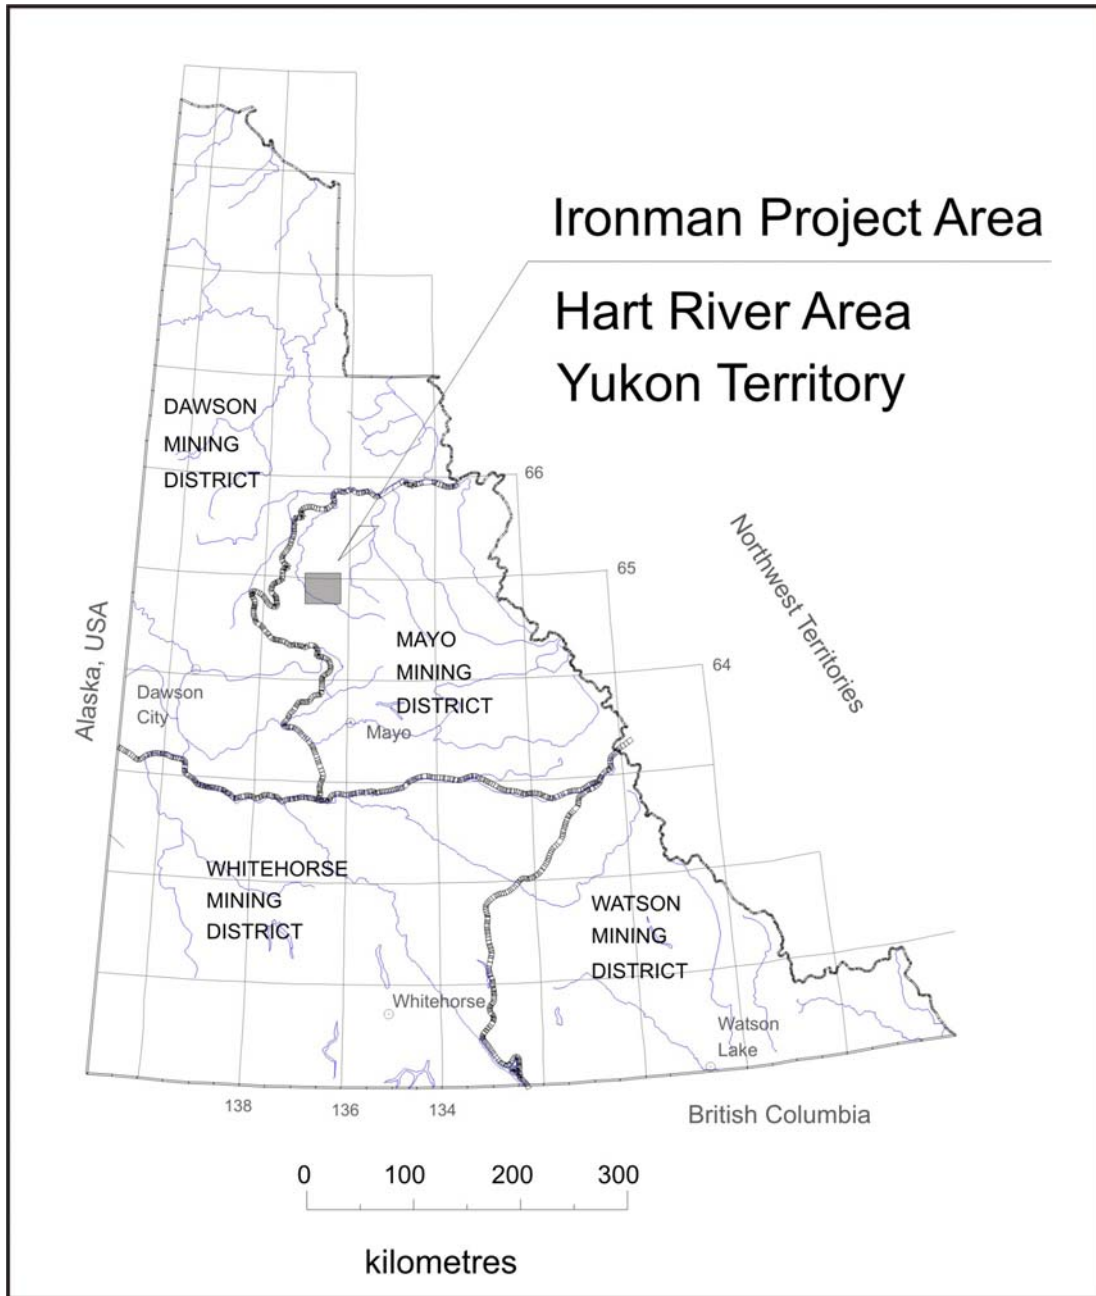 Ironman Project Area
Hart River Area
Yukon Territory
DAWSON
MINING
DISTRICT
66
65
64
Northwest Territories
Alaska, USA
MAYO
MINING
DISTRICT
Dawson
City
Mayo
WHITEHORSE
MINING
DISTRICT
WATSON
MINING
DISTRICT
Whitehorse
Watson
Lake
138
136
134
British Columbia
0 100 200 300
kilometres